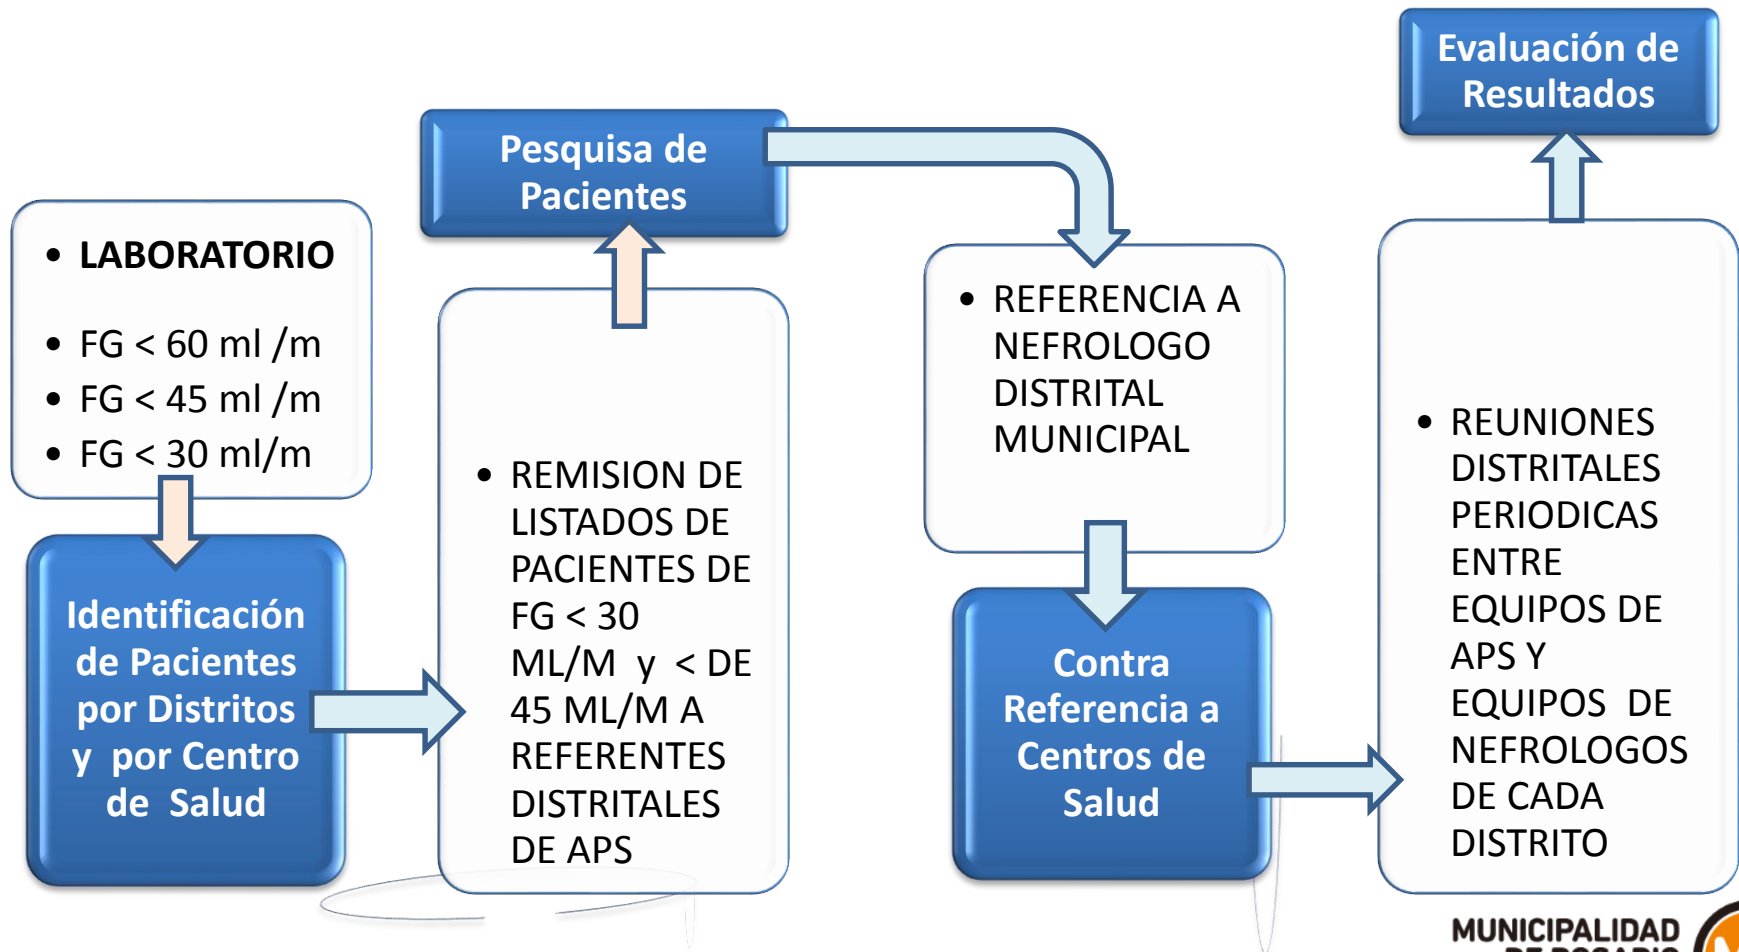 • LABORATORIO
• FG < 60 ml /m
• FG < 45 ml /m
• FG < 30 ml/m
Identificación
de Pacientes
por Distritos
y por Centro
de Salud
• REMISION DE
LISTADOS DE
PACIENTES DE
FG < 30
ML/M y < DE
45 ML/M A
REFERENTES
DISTRITALES
DE APS
Pesquisa de
Pacientes
• REFERENCIA A
NEFROLOGO
DISTRITAL
MUNICIPAL
Contra
Referencia a
Centros de
Salud
• REUNIONES
DISTRITALES
PERIODICAS
ENTRE
EQUIPOS DE
APS Y
EQUIPOS DE
NEFROLOGOS
DE CADA
DISTRITO
Evaluación de
Resultados
MUNICIPALIDAD
DE ROSARIO